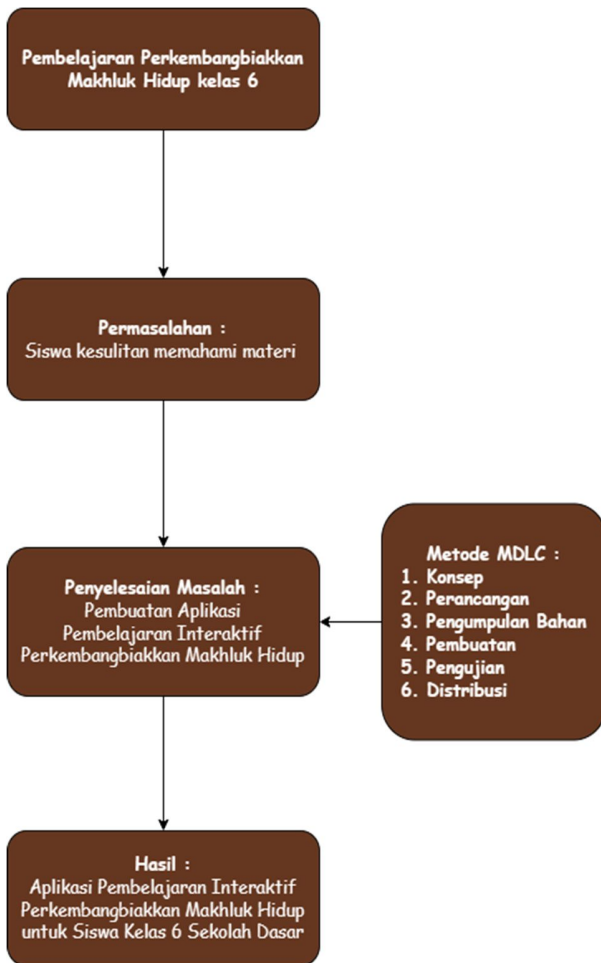 Pembelajaran Perkembangbiakkan
Makhluk Hidup kelas 6
Permasalahan :
Siswa kesulitan memahami materi
Penyelesaian Masalah :
Pembuatan Aplikasi
Pembelajaran Interaktif
Perkembangbiakkan Makhluk Hidup
Metode MDLC :
1. Konsep
2. Perancangan
3. Pengumpulan Bahan
4. Pembuatan
5. Pengujian
6. Distribusi
Hasil :
Aplikasi Pembelajaran Interaktif
Perkembangbiakkan Makhluk Hidup
untuk Siswa Kelas 6 Sekolah Dasar